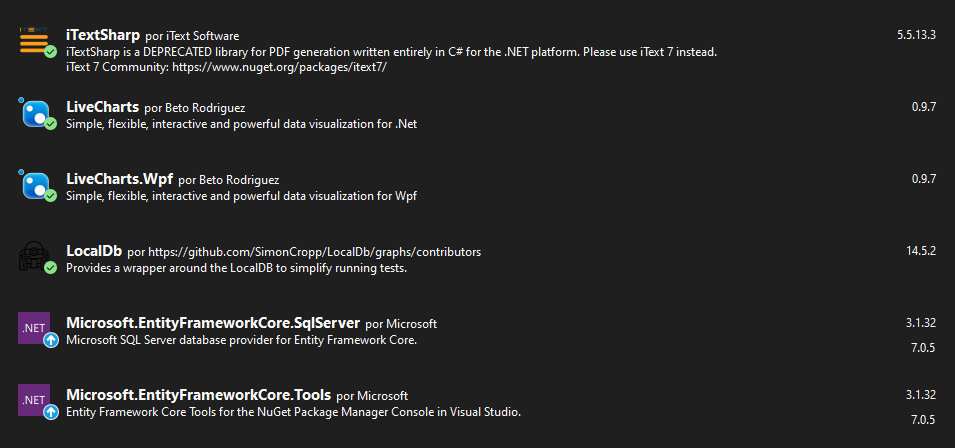 iTextSharp por iText Software 5.5.13.3
iTextSharp is a DEPRECATED library for PDF generation written entirely in C# for the .NET platform. Please use iText 7 instead.
iText 7 Community: https://www.nuget.org/packages/itext7/
LiveCharts por Beto Rodriguez 0.9.7
Simple, flexible, interactive and powerful data visualization for .Net
LiveCharts.Wpf por Beto Rodriguez 0.9.7
Simple, flexible, interactive and powerful data visualization for Wpf
LocalDb por https://github.com/SimonCropp/LocalDb/graphs/contributors 14.5.2
Provides a wrapper around the LocalDB to simplify running tests.
.NET Microsoft.EntityFrameworkCore.SqlServer por Microsoft 3.1.32
Microsoft SQL Server database provider for Entity Framework Core.
7.0.5
.NET Microsoft.EntityFrameworkCore.Tools por Microsoft 3.1.32
Entity Framework Core Tools for the NuGet Package Manager Console in Visual Studio.
7.0.5